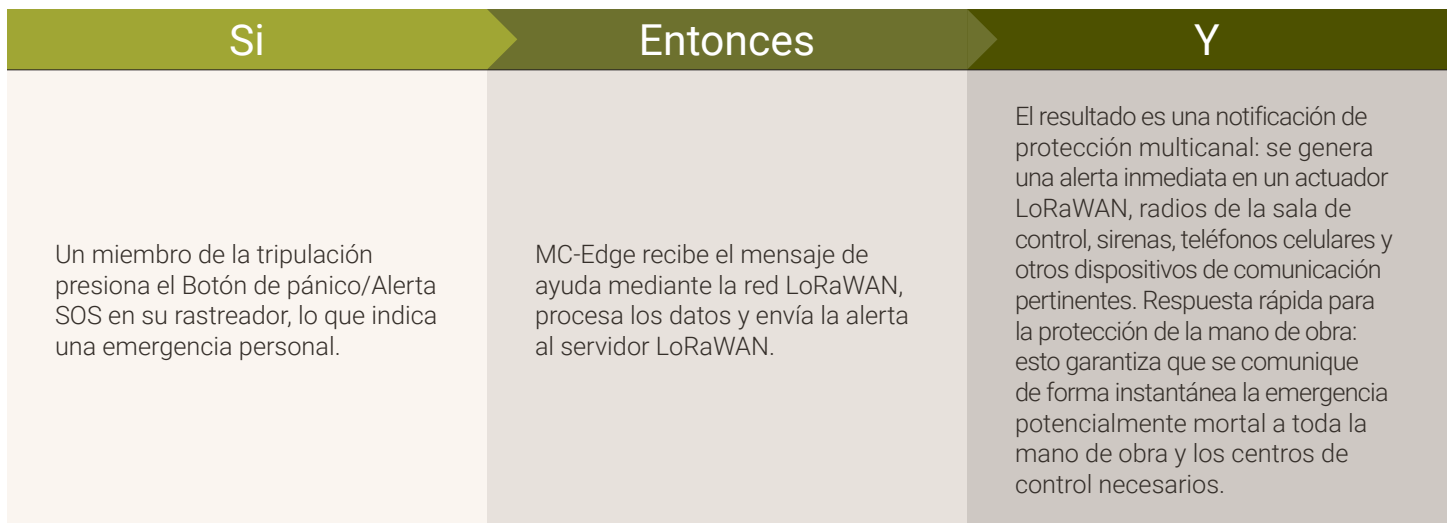 Si
Entonces
Y
Un miembro de la tripulación
presiona el Botón de pánico/Alerta
SOS en su rastreador, lo que indica
una emergencia personal.
MC-Edge recibe el mensaje de
ayuda mediante la red LoRaWAN,
procesa los datos y envía la alerta
al servidor LoRaWAN.
El resultado es una notificación de
protección multicanal: se genera
una alerta inmediata en un actuador
LoRaWAN, radios de la sala de
control, sirenas, teléfonos celulares y
otros dispositivos de comunicación
pertinentes. Respuesta rápida para
la protección de la mano de obra:
esto garantiza que se comunique
de forma instantánea la emergencia
potencialmente mortal a toda la
mano de obra y los centros de
control necesarios.